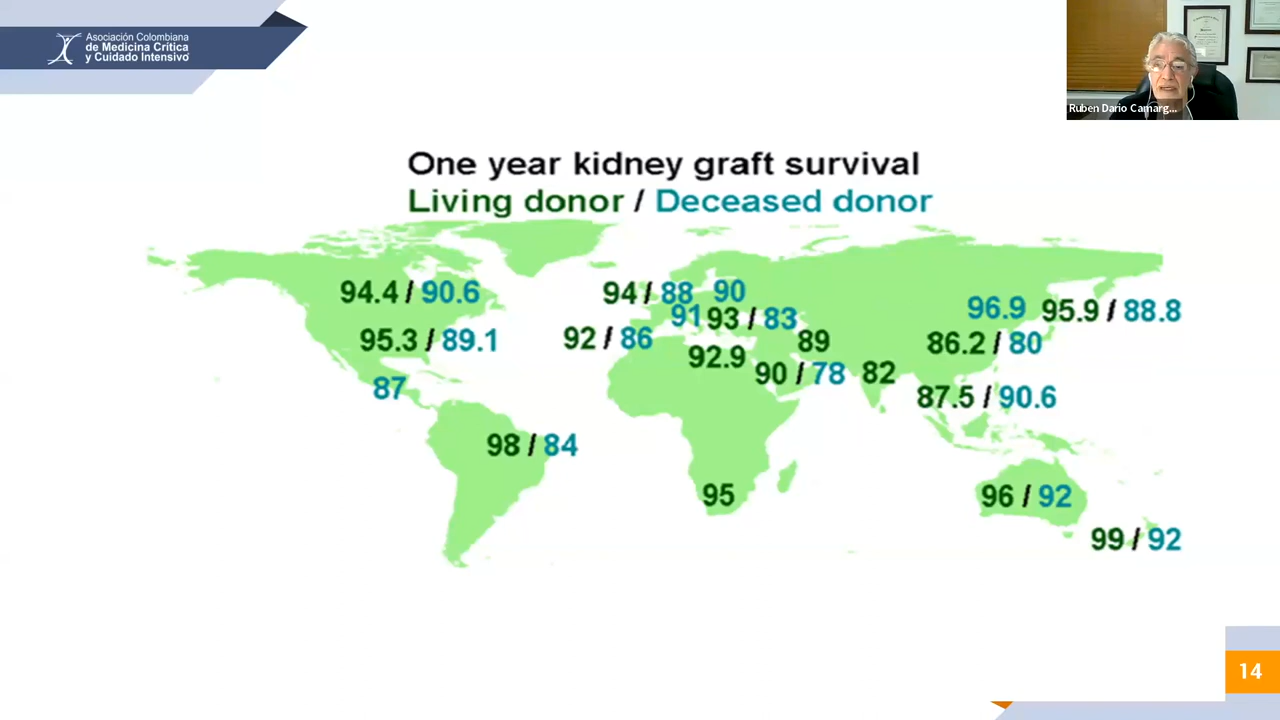 Asociación Colombiana
de Medicina Crítica
y Cuidado Intensivo
Ruben Dario Camarg...
One year kidney graft survival
Living donor / Deceased donor
94.4 / 90.6
94 / 88
90
96.9
95.9 / 88.8
91
93 / 83
95.3 / 89.1
92 / 86
89
86.2 / 80
92.9
90 / 78
82
87
87.5 / 90.6
98 / 84
95
96 / 92
99 / 92
14